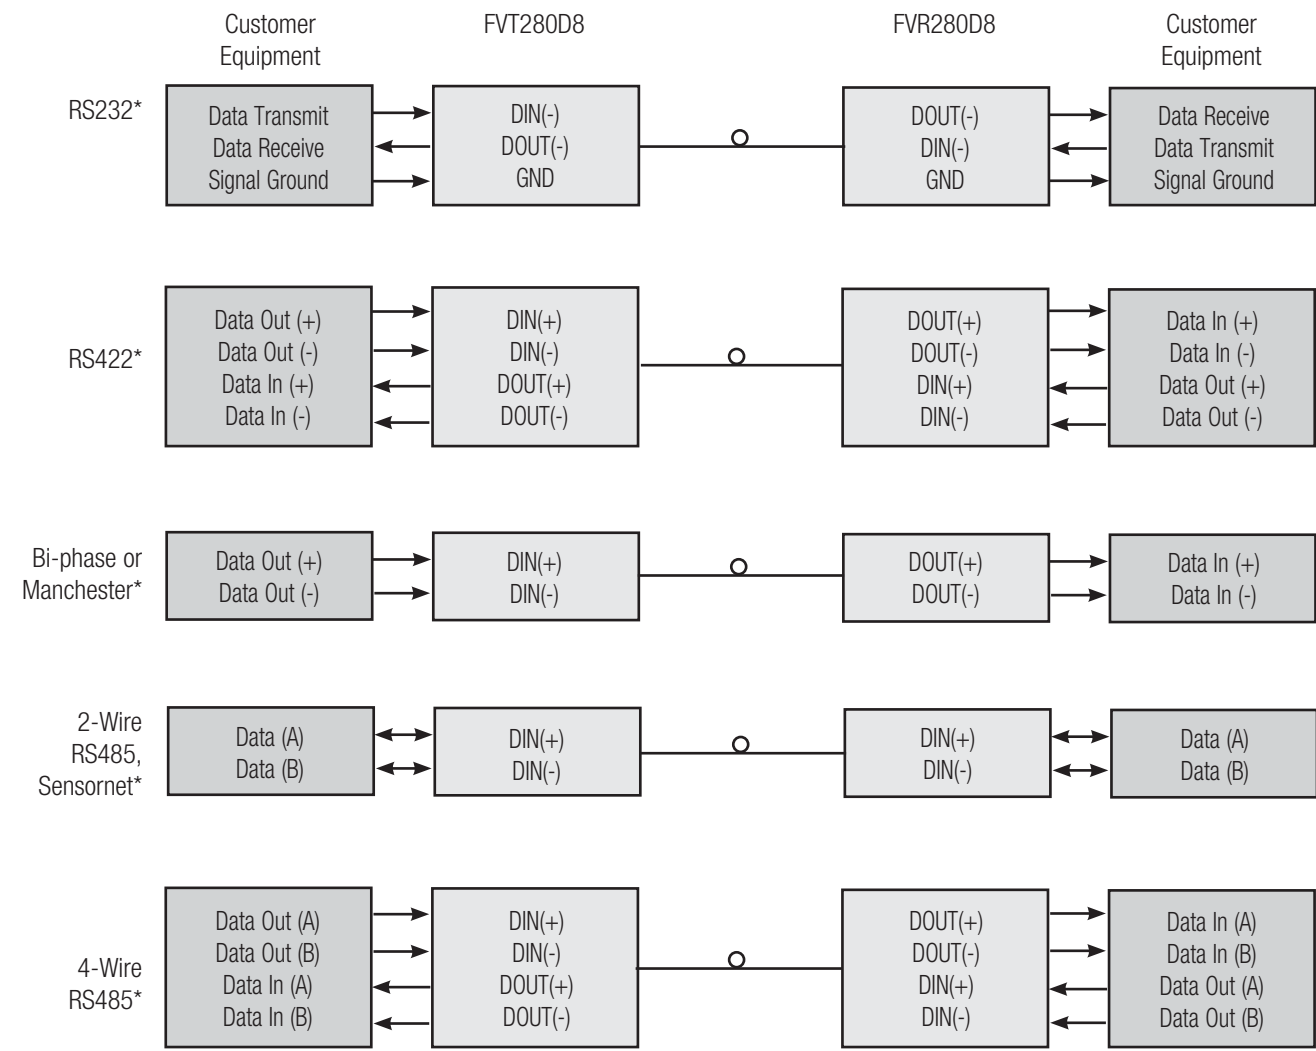 Customer
Equipment
FVT280D8
FVR280D8
Customer
Equipment
RS232*
Data Transmit
Data Receive
Signal Ground
DIN(-)
DOUT(-)
GND
DOUT(-)
DIN(-)
GND
Data Receive
Data Transmit
Signal Ground
RS422*
Data Out (+)
Data Out (-)
Data In (+)
Data In (-)
DIN(+)
DIN(-)
DOUT(+)
DOUT(-)
DOUT(+)
DOUT(-)
DIN(+)
DIN(-)
Data In (+)
Data In (-)
Data Out (+)
Data Out (-)
Bi-phase or
Manchester*
Data Out (+)
Data Out (-)
DIN(+)
DIN(-)
DOUT(+)
DOUT(-)
Data In (+)
Data In (-)
2-Wire
RS485,
Sensornet*
Data (A)
Data (B)
DIN(+)
DIN(-)
DIN(+)
DIN(-)
Data (A)
Data (B)
4-Wire
RS485*
Data Out (A)
Data Out (B)
Data In (A)
Data In (B)
DIN(+)
DIN(-)
DOUT(+)
DOUT(-)
DOUT(+)
DOUT(-)
DIN(+)
DIN(-)
Data In (A)
Data In (B)
Data Out (A)
Data Out (B)